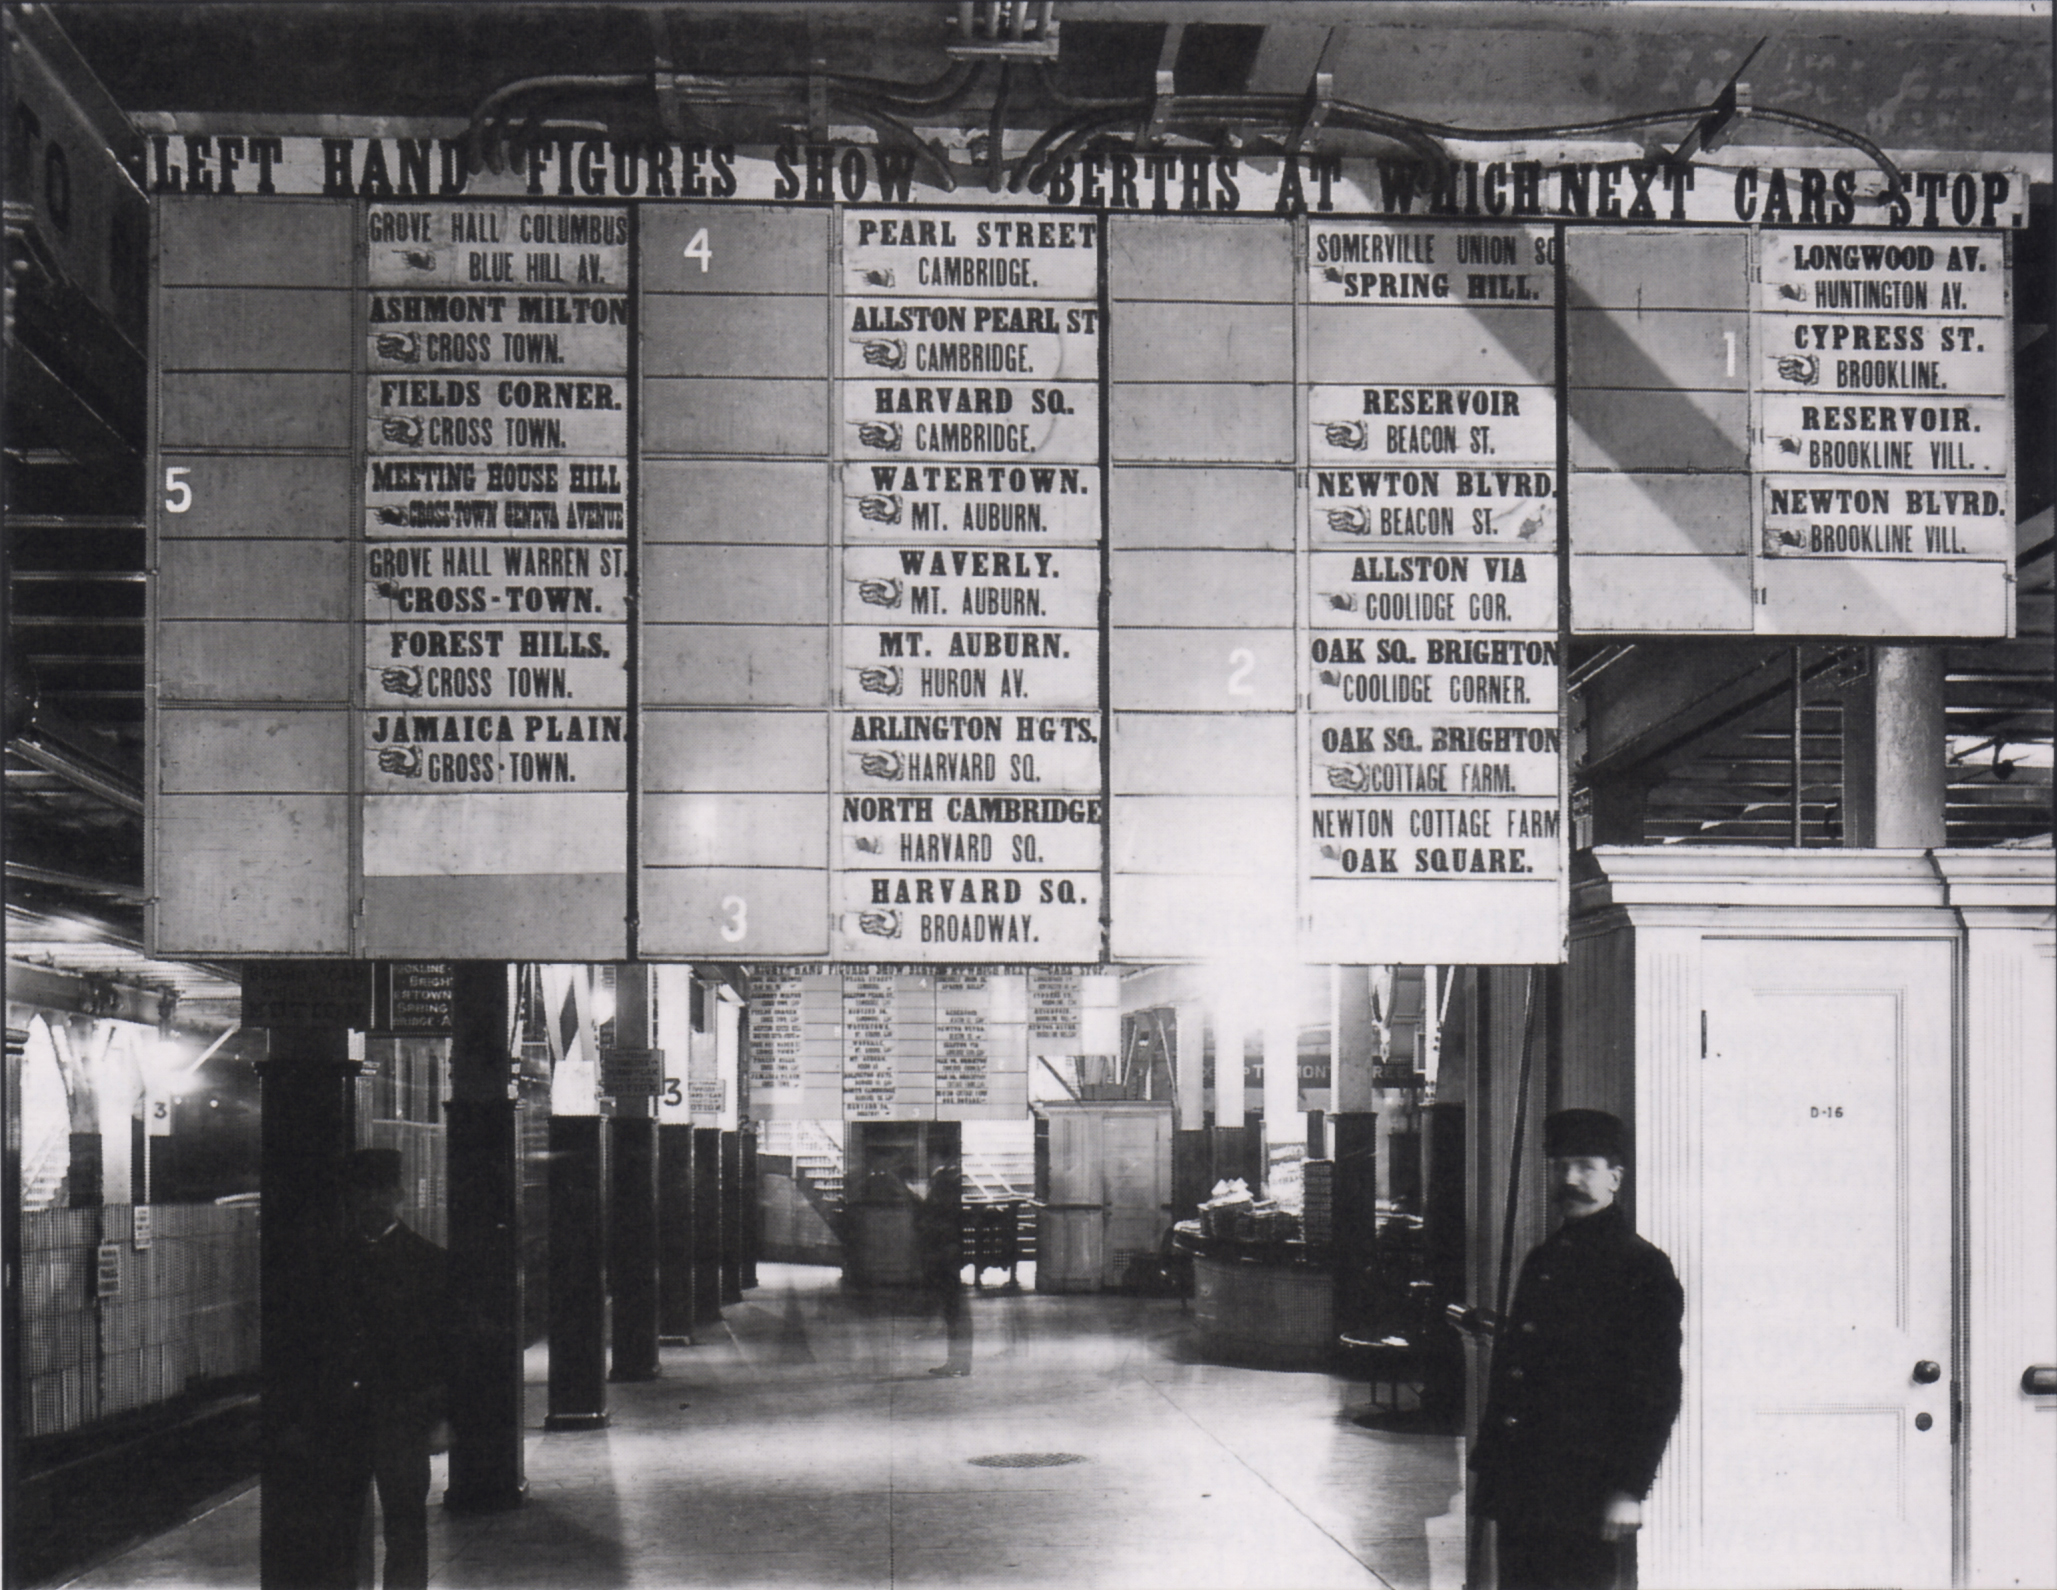 LEFT HAND FIGURES SHOW BERTHS AT WHICH NEXT CARS STOP.
GROVE HALL COLUMBUS
BLUE HILL AV.
ASHMONT MILTON
CROSS TOWN.
FIELDS CORNER.
CROSS TOWN.
5
MEETING HOUSE HILL
CROSS-TOWN GENEVA AVENUE
GROVE HALL WARREN ST.
CROSS-TOWN.
FOREST HILLS.
CROSS TOWN.
JAMAICA PLAIN.
CROSS-TOWN.
4
PEARL STREET
CAMBRIDGE.
ALLSTON PEARL ST
CAMBRIDGE.
HARVARD SQ.
CAMBRIDGE.
WATERTOWN.
MT. AUBURN.
WAVERLY.
MT. AUBURN.
MT. AUBURN.
HURON AV.
ARLINGTON HGTS.
HARVARD SQ.
NORTH CAMBRIDGE
HARVARD SQ.
3
HARVARD SQ.
BROADWAY.
SOMERVILLE UNION SQ
SPRING HILL.
RESERVOIR
BEACON ST.
NEWTON BLVRD.
BEACON ST.
ALLSTON VIA
COOLIDGE COR.
2
OAK SQ. BRIGHTON
COOLIDGE CORNER.
OAK SQ. BRIGHTON
COTTAGE FARM.
NEWTON COTTAGE FARM
OAK SQUARE.
LONGWOOD AV.
HUNTINGTON AV.
1
CYPRESS ST.
BROOKLINE.
RESERVOIR.
BROOKLINE VILL.
NEWTON BLVRD.
BROOKLINE VILL.
3
3
D-16